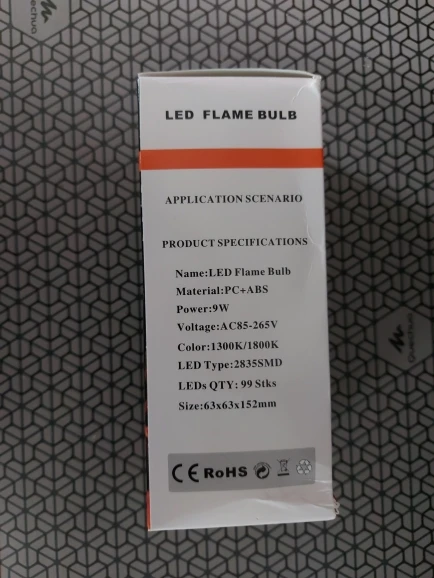 LED FLAME BULB
APPLICATION SCENARIO
PRODUCT SPECIFICATIONS
Name:LED Flame Bulb
Material:PC+ABS
Power:9W
Voltage:AC85-265V
Color:1300K/1800K
LED Type:2835SMD
LEDs QTY: 99 Stks
Size:63x63x152mm
CE RoHS
Quechua